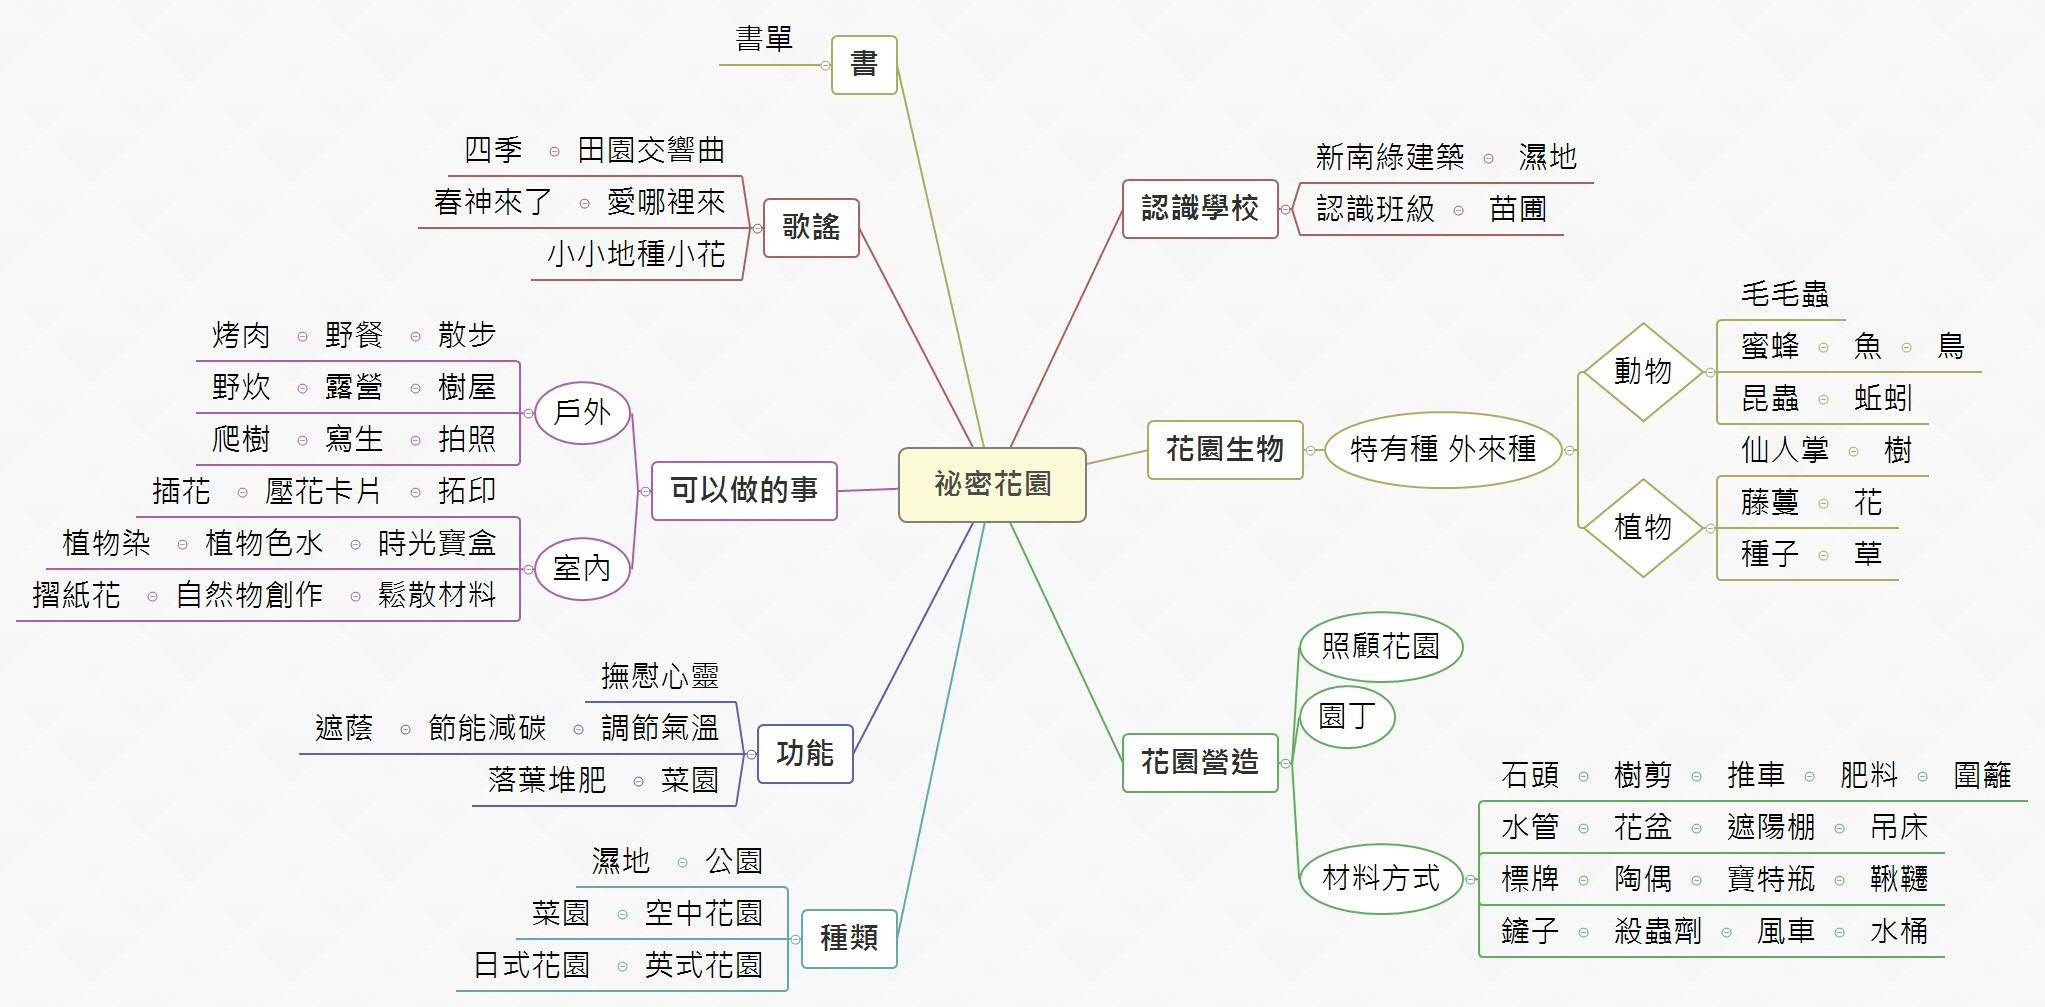 祕密花園
書
書單
歌謠
四季 田園交響曲
春神來了 愛哪裡來
小小地種小花
可以做的事
戶外
烤肉 野餐 散步
野炊 露營 樹屋
爬樹 寫生 拍照
室內
插花 壓花卡片 拓印
植物染 植物色水 時光寶盒
摺紙花 自然物創作 鬆散材料
功能
撫慰心靈
遮蔭 節能減碳 調節氣溫
落葉堆肥 菜園
種類
濕地 公園
菜園 空中花園
日式花園 英式花園
認識學校
新南綠建築 濕地
認識班級 苗圃
花園生物
特有種 外來種
動物
毛毛蟲
蜜蜂 魚 鳥
昆蟲 蚯蚓
植物
仙人掌 樹
藤蔓 花
種子 草
花園營造
照顧花園
園丁
材料方式
石頭 樹剪 推車 肥料 圍籬
水管 花盆 遮陽棚 吊床
標牌 陶偶 寶特瓶 鞦韆
鏟子 殺蟲劑 風車 水桶